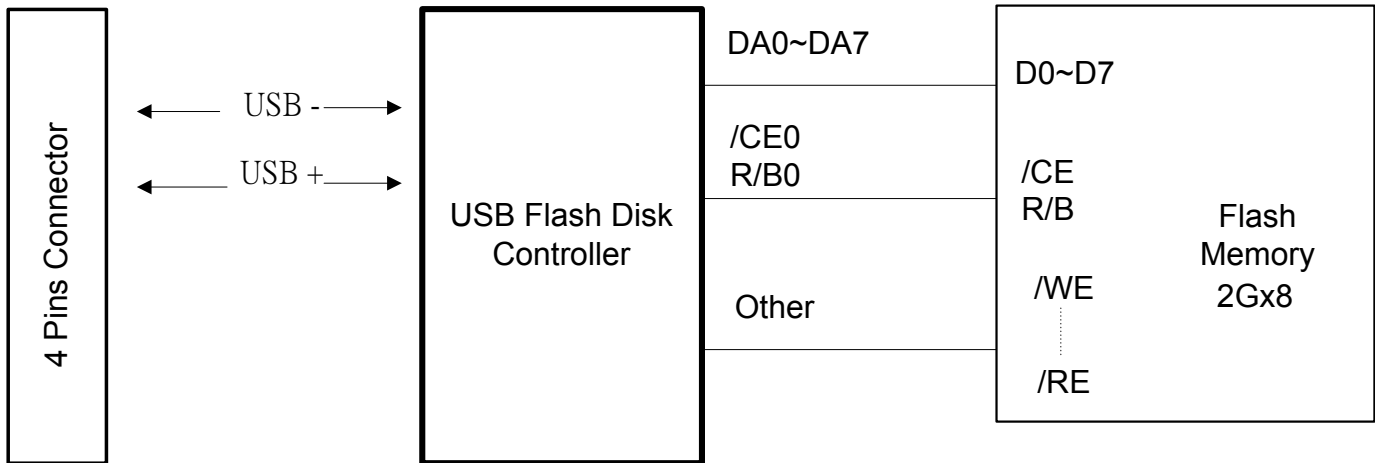 4 Pins Connector
USB -
USB +
USB Flash Disk
Controller
DA0~DA7
/CE0
R/B0
Other
D0~D7
/CE
R/B
/WE
/RE
Flash
Memory
2Gx8